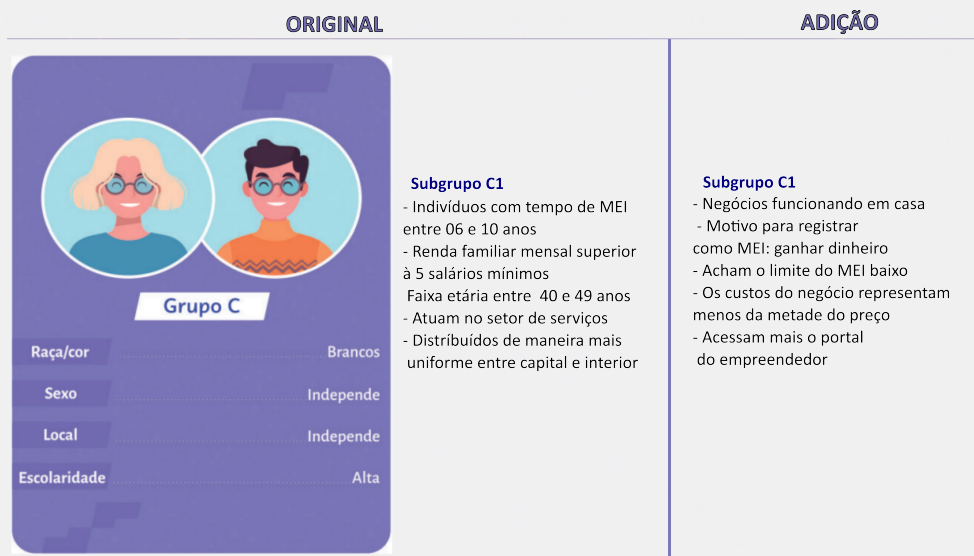 ORIGINAL
ADIÇÃO
Grupo C
Raça/cor Brancos
Sexo Independe
Local Independe
Escolaridade Alta
Subgrupo C1
- Indivíduos com tempo de MEI
entre 06 e 10 anos
- Renda familiar mensal superior
à 5 salários mínimos
Faixa etária entre 40 e 49 anos
- Atuam no setor de serviços
- Distríbuídos de maneira mais
uniforme entre capital e interior
Subgrupo C1
- Negócios funcionando em casa
- Motivo para registrar
como MEI: ganhar dinheiro
- Acham o limite do MEI baixo
- Os custos do negócio representam
menos da metade do preço
- Acessam mais o portal
do empreendedor